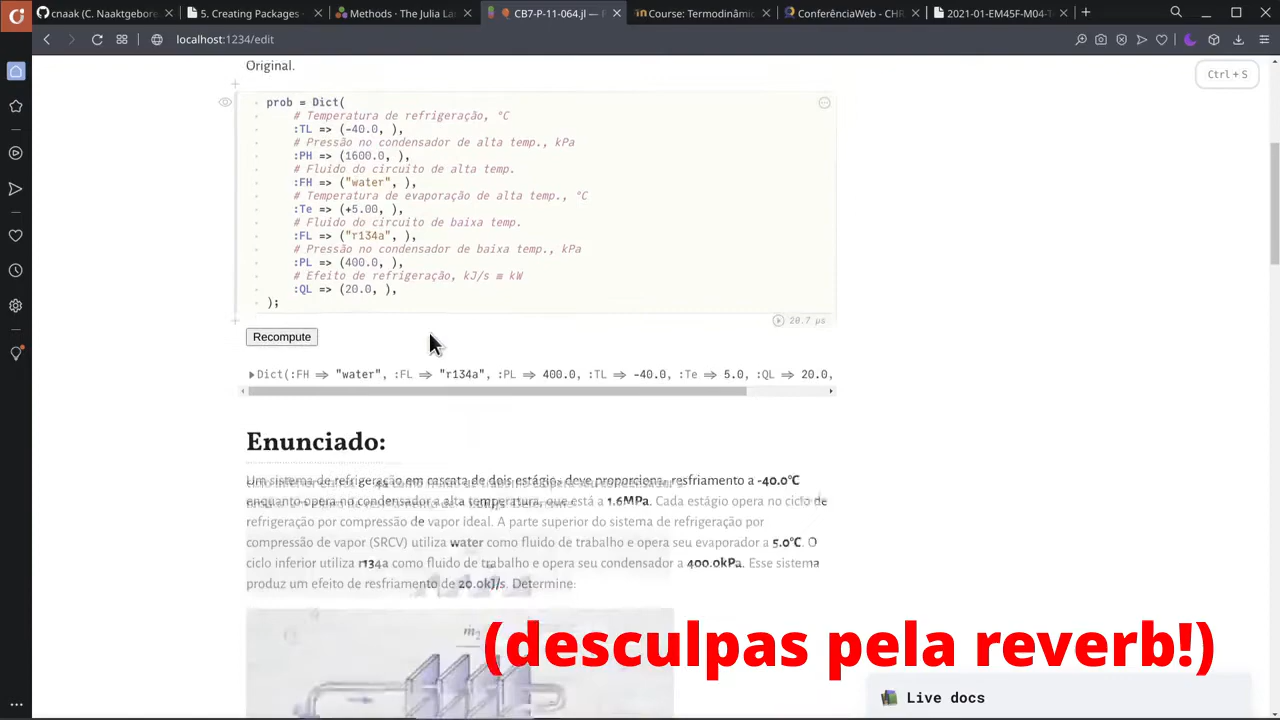 cnaak (C. Naaktgebor
5. Creating Packages ·
Methods · The Julia La
CB7-P-11-064.jl —
Course: Termodinâmi
ConferênciaWeb - CHR
2021-01-EM45F-M04-T
localhost:1234/edit
Original.
Ctrl + S
prob = Dict(
# Temperatura de refrigeração, °C
:TL => (-40.0, ),
# Pressão no condensador de alta temp., kPa
:PH => (1600.0, ),
# Fluido do circuito de alta temp.
:FH => ("water", ),
# Temperatura de evaporação de alta temp., °C
:Te => (+5.00, ),
# Fluido do circuito de baixa temp.
:FL => ("r134a", ),
# Pressão no condensador de baixa temp., kPa
:PL => (400.0, ),
# Efeito de refrigeração, kJ/s ≡ kW
:QL => (20.0, ),
);
20.7 μs
Recompute
Dict(:FH ⇒ "water", :FL ⇒ "r134a", :PL ⇒ 400.0, :TL ⇒ -40.0, :Te ⇒ 5.0, :QL ⇒ 20.0,
Enunciado:
Um sistema de refrigeração em cascata de dois estágios deve proporcionar resfriamento a -40.0°C
enquanto opera no condensador a alta temperatura, que está a 1.6MPa. Cada estágio opera no ciclo de
refrigeração por compressão de vapor ideal. A parte superior do sistema de refrigeração por
compressão de vapor (SRCV) utiliza water como fluido de trabalho e opera seu evaporador a 5.0°C. O
ciclo inferior utiliza r134a como fluido de trabalho e opera seu condensador a 400.0kPa. Esse sistema
produz um efeito de resfriamento de 20.0kJ/s. Determine:
ṁ2
(desculpas pela reverb!)
Live docs